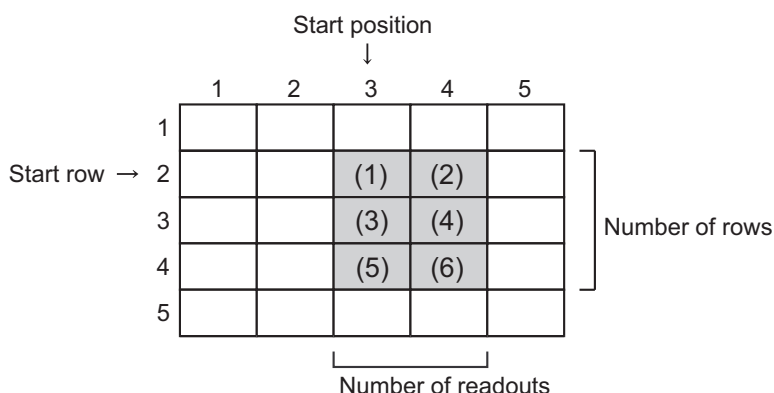 Start position
↓
1 2 3 4 5
1
Start row → 2 (1) (2)
3 (3) (4)
Number of rows
4 (5) (6)
5
Number of readouts